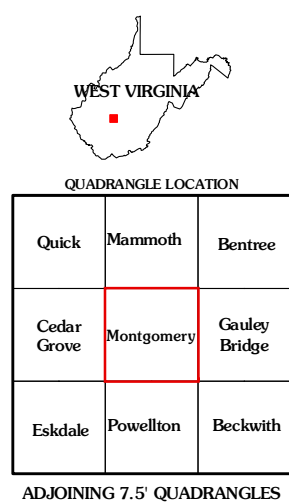 WEST VIRGINIA
QUADRANGLE LOCATION
Quick
Mammoth
Bentree
Cedar
Grove
Montgomery
Gauley
Bridge
Eskdale
Powellton
Beckwith
ADJOINING 7.5' QUADRANGLES